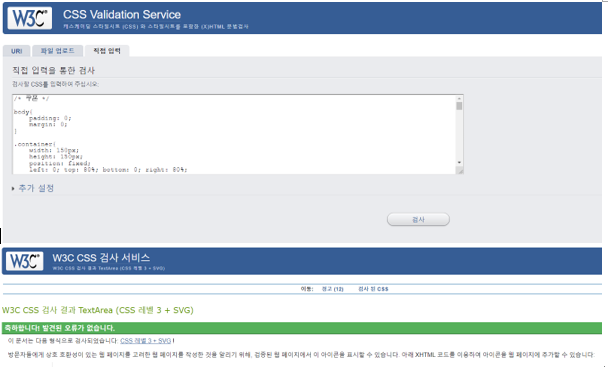 W3C® CSS Validation Service
캐스케이딩 스타일시트 (CSS) 와 스타일시트를 포함한 (X)HTML 문법검사
URI 파일 업로드 직접 입력
직접 입력을 통한 검사
검사할 CSS를 입력하여 주십시오:
/* */
body{
padding: 0;
margin: 0;
}
.container{
width: 150px;
height: 150px;
position: fixed;
left: 0; top: 80%; bottom: 0; right: 80%;
추가 설정
검사
W3C® W3C CSS 검사 서비스
W3C CSS 검사 결과 TextArea (CSS 레벨 3 + SVG)
이동: 경고 (12) 검사 된 CSS
W3C CSS 검사 결과 TextArea (CSS 레벨 3 + SVG)
축하합니다! 발견된 오류가 없습니다.
이 문서는 다음 형식으로 검사되었습니다: CSS 레벨 3 + SVG !
방문자들에게 상호 호환성이 있는 웹 페이지를 고려한 웹 페이지를 작성한 것을 알리기 위해, 검증된 웹 페이지에서 이 아이콘을 표시할 수 있습니다. 아래 XHTML 코드를 이용하여 아이콘을 웹 페이지에 추가할 수 있습니다: